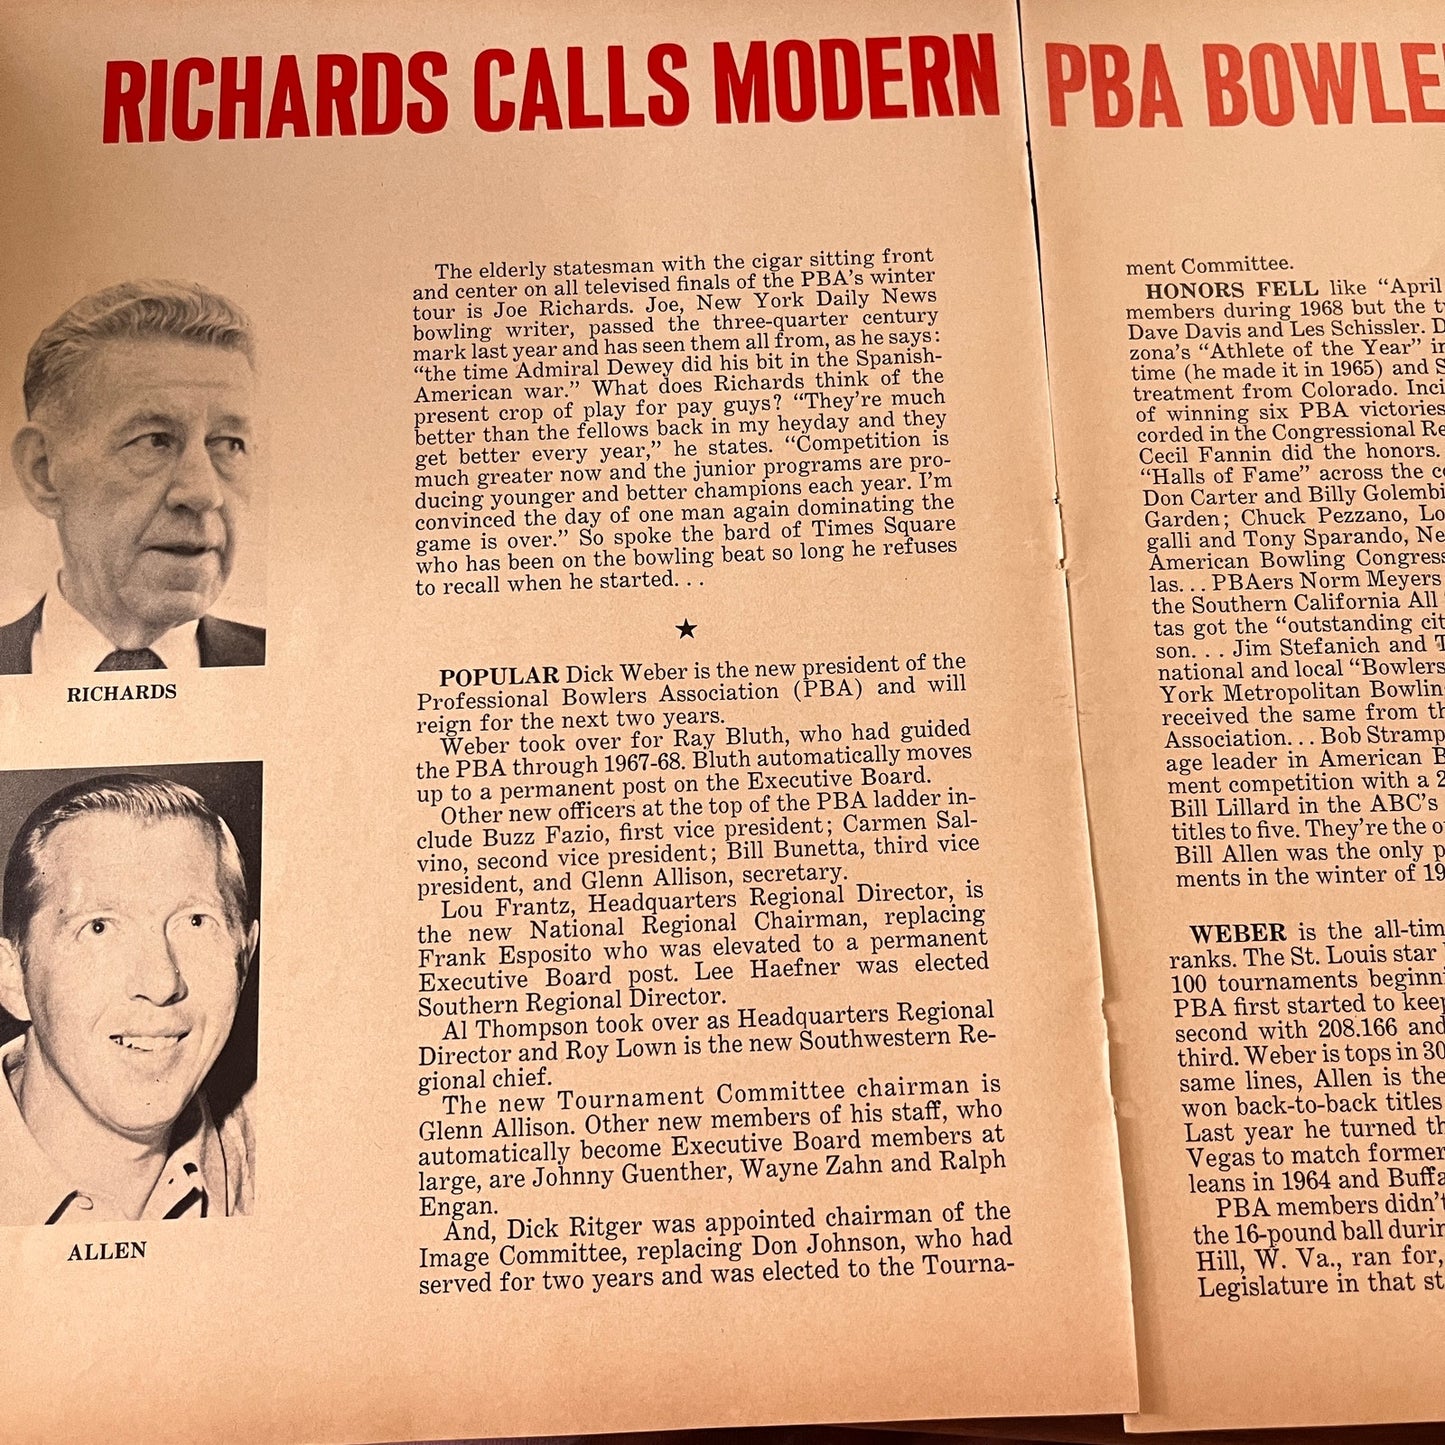 RICHARDS CALLS MODERN PBA
The elderly statesman with the cigar sitting front
and center on all televised finals of the PBA's winter
tour is Joe Richards. Joe, New York Daily News
bowling writer, passed the three-quarter century
mark last year and has seen them all from, as he says:
“the time Admiral Dewey did his bit in the Spanish-
American war.” What does Richards think of the
present crop of play for pay guys? “They're much
better than the fellows back in my heyday and they
get better every year,” he states. “Competition is
much greater now and the junior programs are pro-
ducing younger and better champions each year. I'm
convinced the day of one man again dominating the
game is over.” So spoke the bard of Times Square
who has been on the bowling beat so long he refuses
to recall when he started. . .
RICHARDS
★
POPULAR Dick Weber is the new president of the
Professional Bowlers Association (PBA) and will
reign for the next two years.
Weber took over for Ray Bluth, who had guided
the PBA through 1967-68. Bluth automatically moves
up to a permanent post on the Executive Board.
Other new officers at the top of the PBA ladder in-
clude Buzz Fazio, first vice president; Carmen Sal-
vino, second vice president; Bill Bunetta, third vice
president, and Glenn Allison, secretary.
Lou Frantz, Headquarters Regional Director, is
the new National Regional Chairman, replacing
Frank Esposito who was elevated to a permanent
Executive Board post. Lee Haefner was elected
Southern Regional Director.
Al Thompson took over as Headquarters Regional
Director and Roy Lown is the new Southwestern Re-
gional chief.
The new Tournament Committee chairman is
Glenn Allison. Other new members of his staff, who
automatically become Executive Board members at
large, are Johnny Guenther, Wayne Zahn and Ralph
Engan.
And, Dick Ritger was appointed chairman of the
Image Committee, replacing Don Johnson, who had
served for two years and was elected to the Tourna-
ALLEN
ment Committee.
HONORS FELL like “April
members during 1968 but the
Dave Davis and Les Schissler.
zona's “Athlete of the Year”
time (he made it in 1965) and
treatment from Colorado.
of winning six PBA victories
corded in the Congressional
Cecil Fannin did the honors.
“Halls of Fame” across the
Don Carter and Billy
Garden; Chuck Pezzano,
galli and Tony Sparando,
American Bowling
las. . . PBAers Norm Meyers
the Southern California All
tas got the “outstanding
son. . . Jim Stefanich and
national and local “Bowlers
York Metropolitan
received the same from
Association. . . Bob
age leader in American
ment competition with a
Bill Lillard in the ABC's
titles to five. They're the
Bill Allen was the only
ments in the winter of
WEBER is the
ranks. The St. Louis star
100 tournaments
PBA first started to
second with 208.166 and
third. Weber is tops in
same lines, Allen is the
won back-to-back titles
Last year he turned
Vegas to match former
leans in 1964 and
PBA members
the 16-pound ball
Hill, W. Va., ran for,
Legislature in that